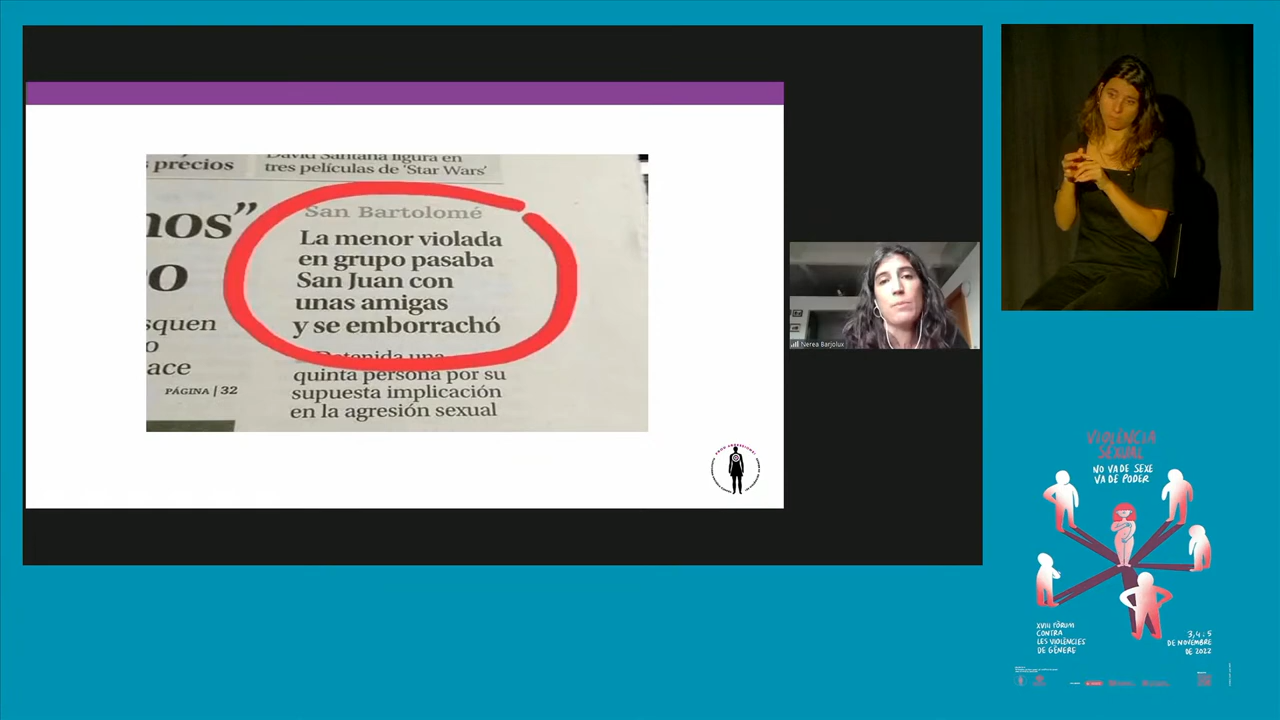 precios
David Santana figura en
tres películas de 'Star Wars'
nos”
o
squen
o
ace
PÁGINA | 32
San Bartolomé
La menor violada
en grupo pasaba
San Juan con
unas amigas
y se emborrachó
Detenida una
quinta persona por su
supuesta implicación
en la agresión sexual
Nerea Barjolux
VIOLÈNCIA
SEXUAL
NO VA DE SEXE
VA DE PODER
XVIII FÒRUM
CONTRA
LES VIOLÈNCIES
DE GÈNERE
3, 4 i 5
DE NOVEMBRE
DE 2022